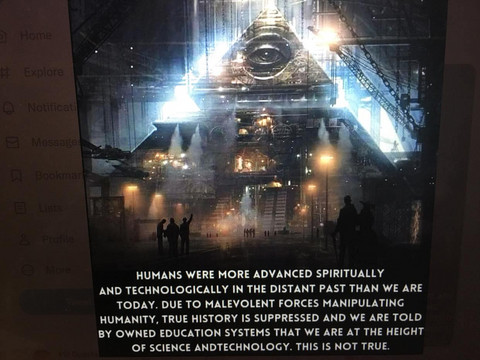 Home
Explore
HUMANS WERE MORE ADVANCED SPIRITUALLY
AND TECHNOLOGICALLY IN THE DISTANT PAST THAN WE ARE
TODAY. DUE TO MALEVOLENT FORCES MANIPULATING
HUMANITY, TRUE HISTORY IS SUPPRESSED AND WE ARE TOLD
BY OWNED EDUCATION SYSTEMS THAT WE ARE AT THE HEIGHT
OF SCIENCE ANDTECHNOLOGY. THIS IS NOT TRUE.